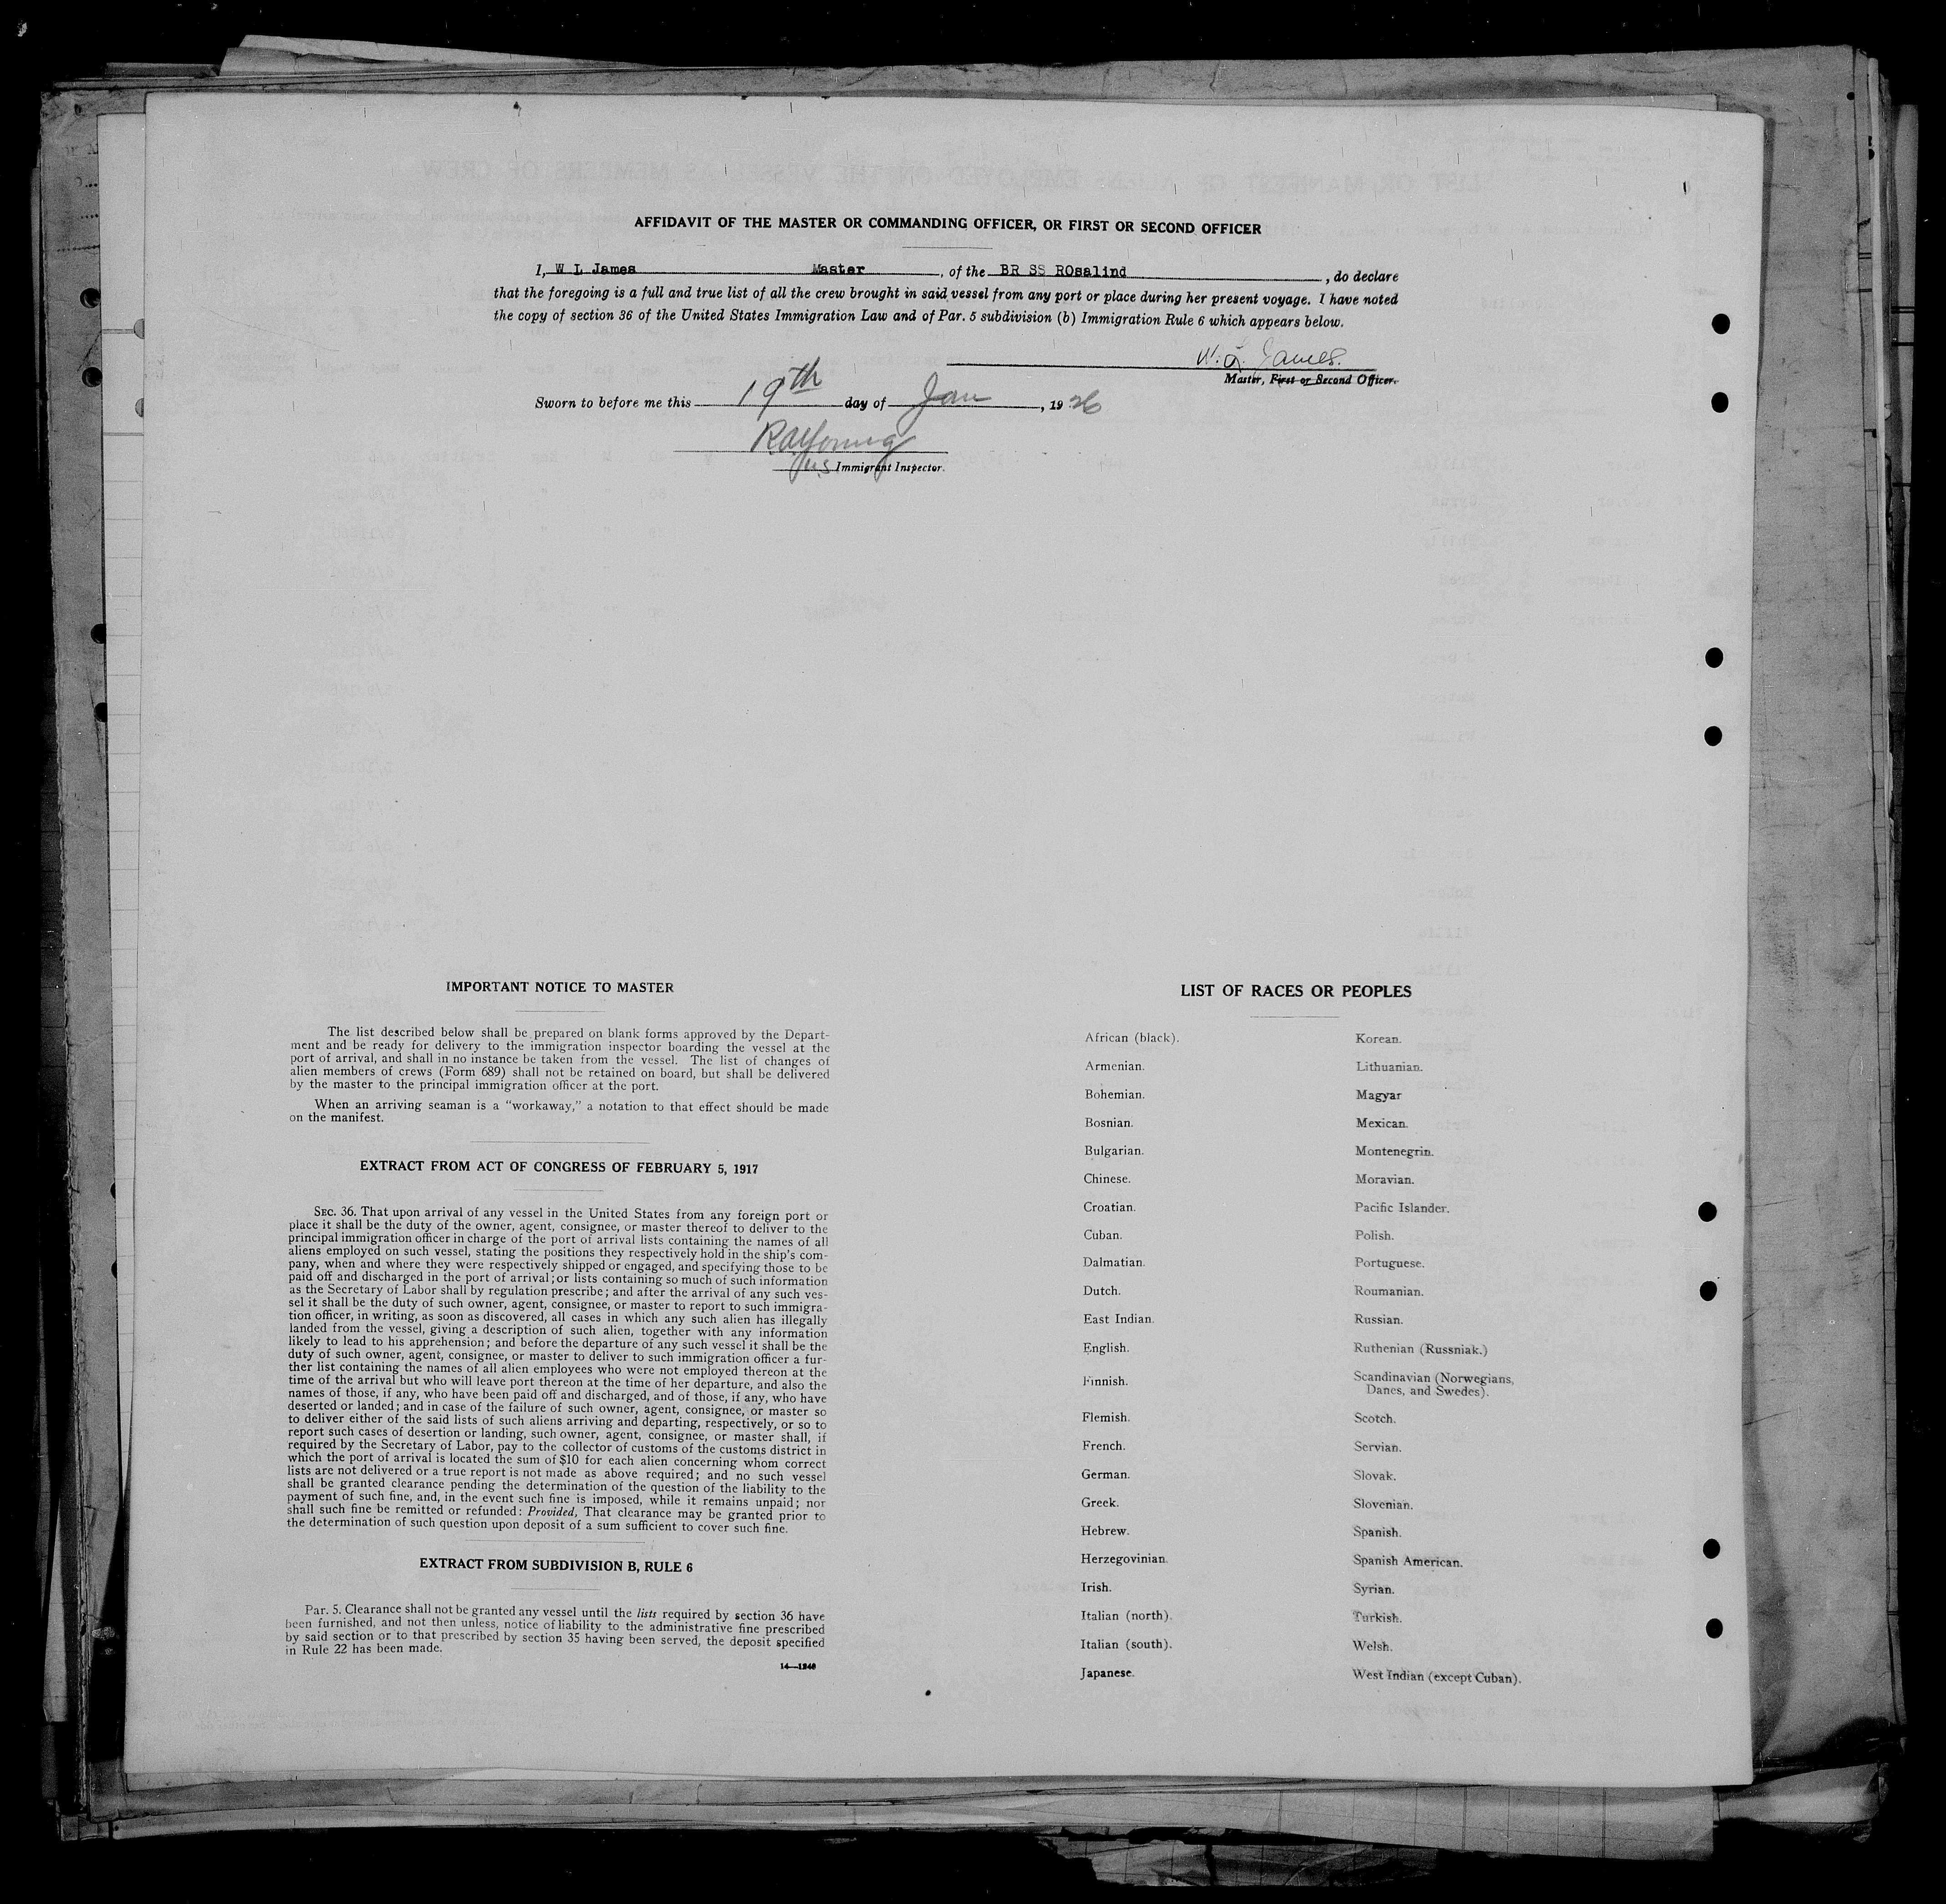 AFFIDAVIT OF THE MASTER OR COMMANDING OFFICER, OR FIRST OR SECOND OFFICER
I, W L James Master, of the BR SS ROsalind, do declare
that the foregoing is a full and true list of all the crew brought in said vessel from any port or place during her present voyage. I have noted
the copy of section 36 of the United States Immigration Law and of Par. 5 subdivision (b) Immigration Rule 6 which appears below.
W. L. James.
Master, First or Second Officer.
Sworn to before me this 19th day of Jan, 1926
Immigrant Inspector.
IMPORTANT NOTICE TO MASTER
The list described below shall be prepared on blank forms approved by the Depart-
ment and be ready for delivery to the immigration inspector boarding the vessel at the
port of arrival, and shall in no instance be taken from the vessel. The list of changes of
alien members of crews (Form 689) shall not be retained on board, but shall be delivered
by the master to the principal immigration officer at the port.
When an arriving seaman is a “workaway,” a notation to that effect should be made
on the manifest.
EXTRACT FROM ACT OF CONGRESS OF FEBRUARY 5, 1917
SEC. 36. That upon arrival of any vessel in the United States from any foreign port or
place it shall be the duty of the owner, agent, consignee, or master thereof to deliver to the
principal immigration officer in charge of the port of arrival lists containing the names of all
aliens employed on such vessel, stating the positions they respectively hold in the ship's com-
pany, when and where they were respectively shipped or engaged, and specifying those to be
paid off and discharged in the port of arrival; or lists containing so much of such information
as the Secretary of Labor shall by regulation prescribe; and after the arrival of any such ves-
sel it shall be the duty of such owner, agent, consignee, or master to report to such immigra-
tion officer, in writing, as soon as discovered, all cases in which any such alien has illegally
landed from the vessel, giving a description of such alien, together with any information
likely to lead to his apprehension; and before the departure of any such vessel it shall be the
duty of such owner, agent, consignee, or master to deliver to such immigration officer a fur-
ther list containing the names of all alien employees who were not employed thereon at the
time of the arrival but who will leave port thereon at the time of her departure, and also the
names of those, if any, who have been paid off and discharged, and of those, if any, who have
deserted or landed; and in case of the failure of such owner, agent, consignee, or master so
to deliver either of the said lists of such aliens arriving and departing, respectively, or so to
report such cases of desertion or landing, such owner, agent, consignee, or master shall, if
required by the Secretary of Labor, pay to the collector of customs of the customs district in
which the port of arrival is located the sum of $10 for each alien concerning whom correct
lists are not delivered or a true report is not made as above required; and no such vessel
shall be granted clearance pending the determination of the question of the liability to the
payment of such fine, and, in the event such fine is imposed, while it remains unpaid; nor
shall such fine be remitted or refunded: Provided, That clearance may be granted prior to
the determination of such question upon deposit of a sum sufficient to cover such fine.
EXTRACT FROM SUBDIVISION B, RULE 6
Par. 5. Clearance shall not be granted any vessel until the lists required by section 36 have
been furnished, and not then unless, notice of liability to the administrative fine prescribed
by said section or to that prescribed by section 35 having been served, the deposit specified
in Rule 22 has been made.
14—1240
LIST OF RACES OR PEOPLES
African (black).
Armenian.
Bohemian.
Bosnian.
Bulgarian.
Chinese.
Croatian.
Cuban.
Dalmatian.
Dutch.
East Indian.
English.
Finnish.
Flemish.
French.
German.
Greek.
Hebrew.
Herzegovinian.
Irish.
Italian (north).
Italian (south).
Japanese.
Korean.
Lithuanian.
Magyar
Mexican.
Montenegrin.
Moravian.
Pacific Islander.
Polish.
Portuguese.
Roumanian.
Russian.
Ruthenian (Russniak.)
Scandinavian (Norwegians,
Danes, and Swedes).
Scotch.
Servian.
Slovak.
Slovenian.
Spanish.
Spanish American.
Syrian.
Turkish.
Welsh.
West Indian (except Cuban).